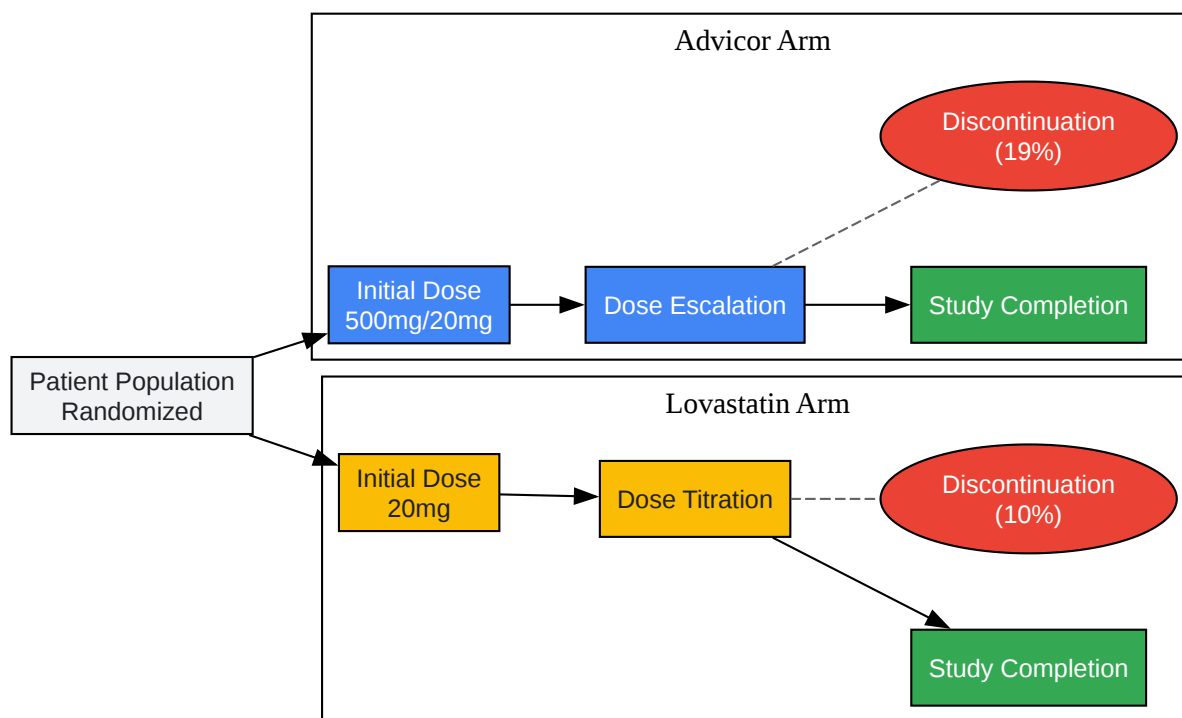 Advicor Arm
Discontinuation
(19%)
Initial Dose
500mg/20mg
Dose Escalation
Study Completion
Patient Population
Randomized
Lovastatin Arm
Initial Dose
20mg
Dose Titration
Discontinuation
(10%)
Study Completion